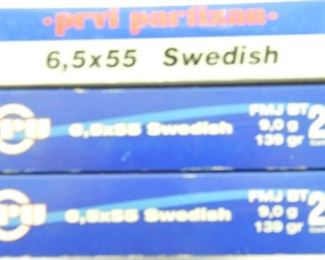 ·prvi partizan·
6,5x55 Swedish
PPU 6,5x55 Swedish FMJ BT 2
9,0 g
139 gr
PPU 6,5x55 Swedish FMJ BT 2
9,0 g
139 gr